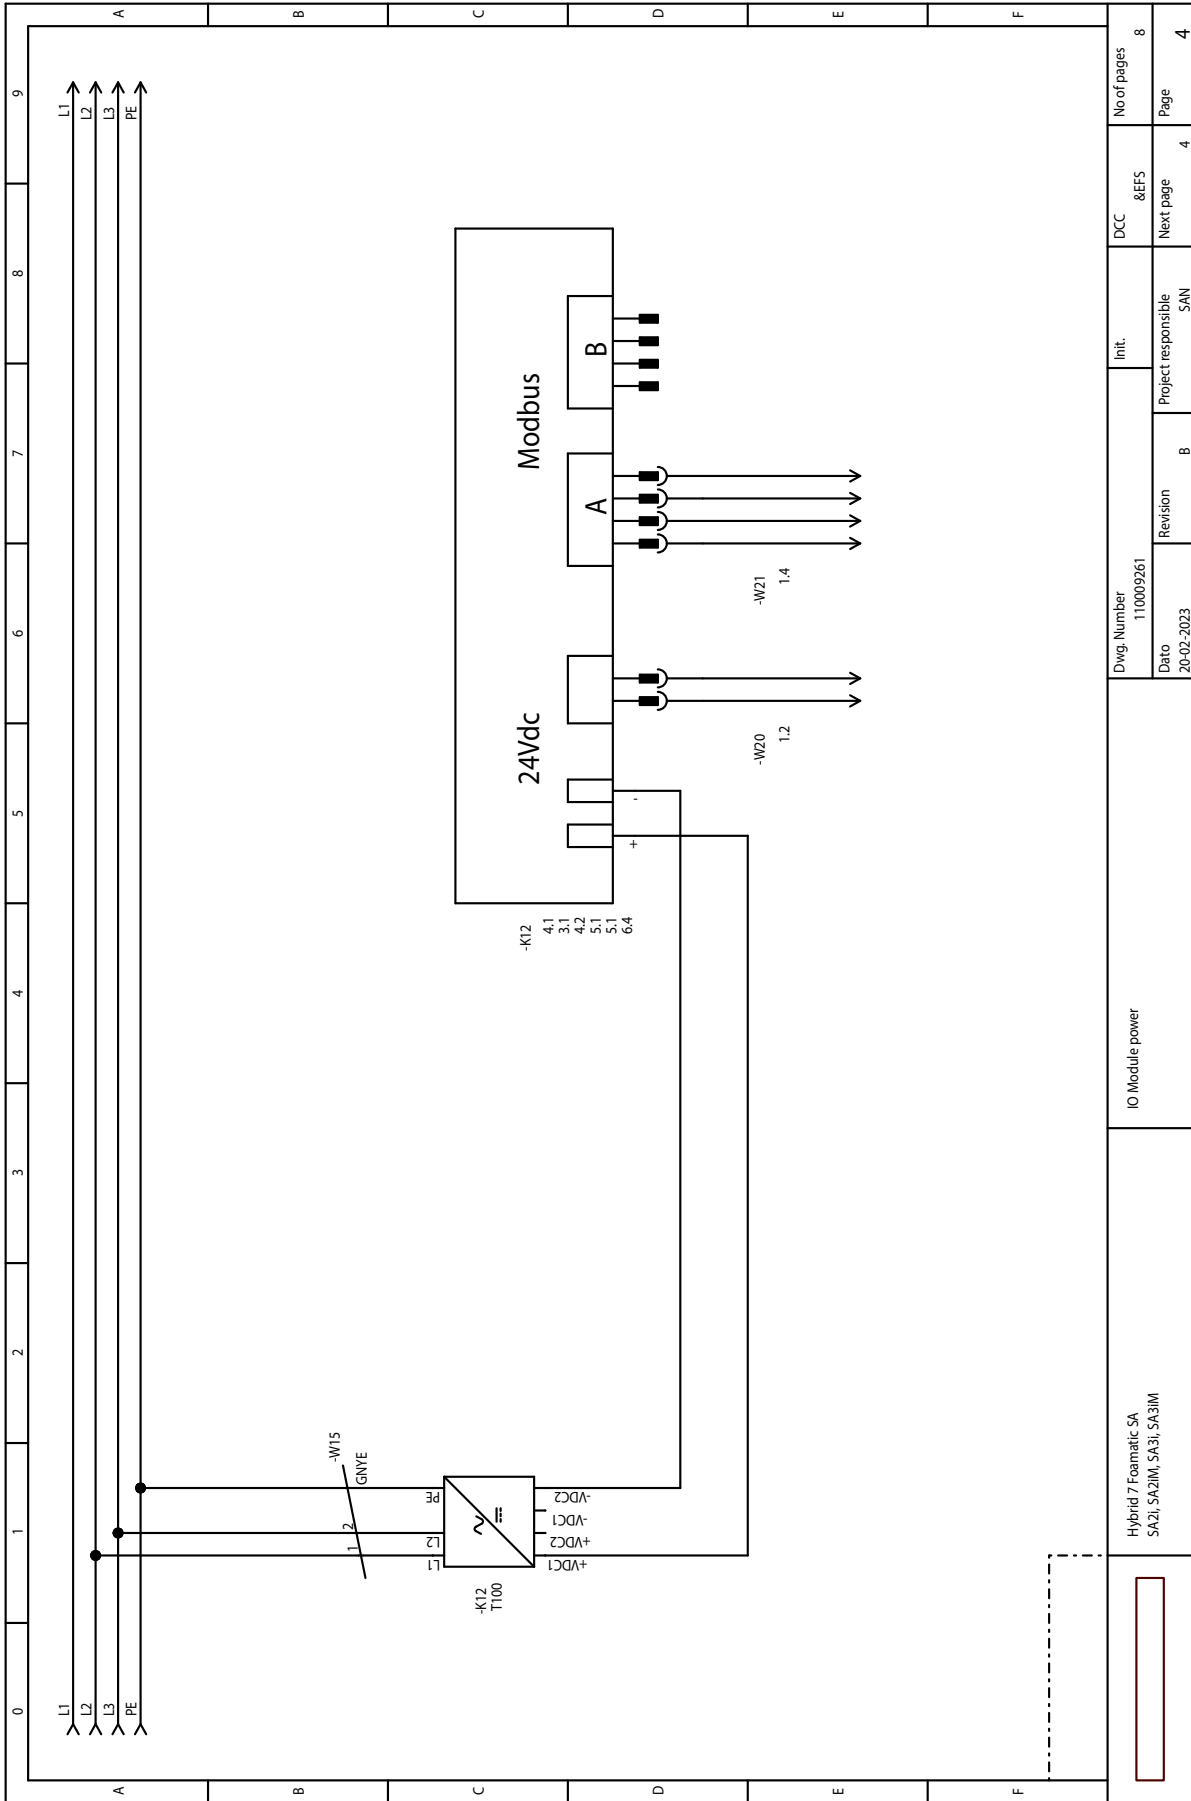 0 1 2 3 4 5 6 7 8 9
A A
B B
C C
D D
E E
F F
L1 L1
L2 L2
L3 L3
PE PE
-W15
1 2 GNYE
-K12
T100
L1 L2 PE
+VDC1 +VDC2 -VDC1 -VDC2
-K12
4.1
3.1
4.2
5.1
5.1
6.4
24Vdc
Modbus
A
B
+ -
-W20
1.2
-W21
1.4
Hybrid 7 Foamatic SA
SA2i, SA2iM, SA3i, SA3iM
IO Module power
Dwg. Number
110009261
Init.
DCC
&EFS
No of pages
8
Dato
20-02-2023
Revision
B
Project responsible
SAN
Next page
4
Page
4